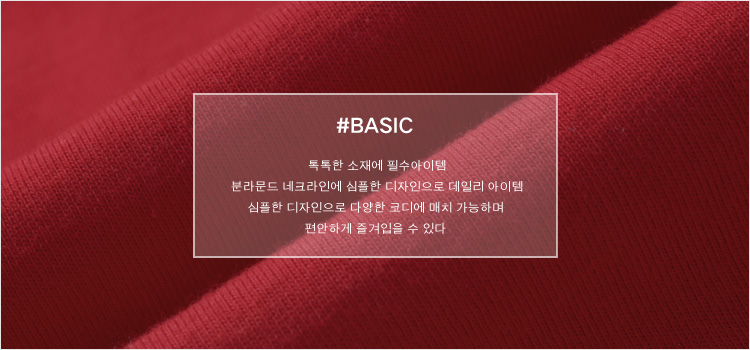 #BASIC
톡톡한 소재에 필수아이템
분라문드 네크라인에 심플한 디자인으로 데일리 아이템
심플한 디자인으로 다양한 코디에 매치 가능하며
편안하게 즐겨입을 수 있다